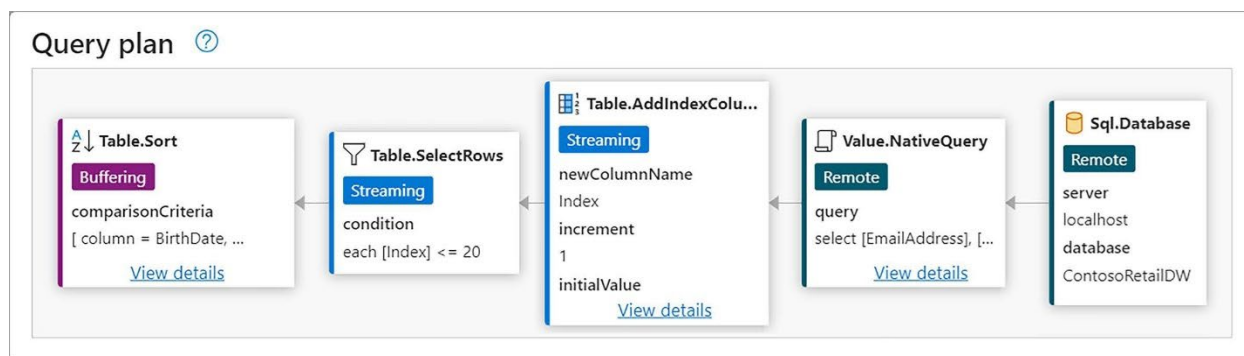 Query plan ?
Table.Sort
Buffering
comparisonCriteria
[ column = BirthDate, ...
View details
Table.SelectRows
Streaming
condition
each [Index] <= 20
Table.AddIndexColu...
Streaming
newColumnName
Index
increment
1
initialValue
View details
Value.NativeQuery
Remote
query
select [EmailAddress], [...
View details
Sql.Database
Remote
server
localhost
database
ContosoRetailDW